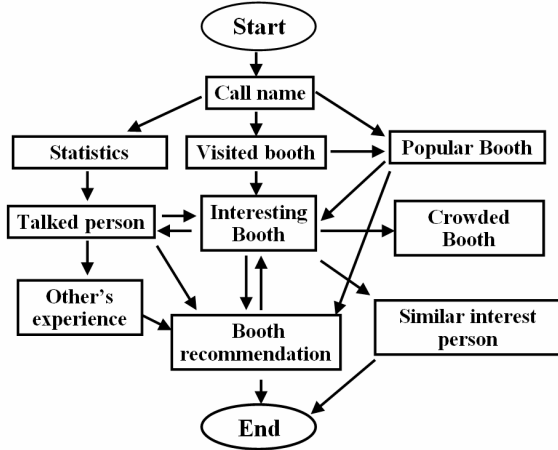 Start
Call name
Statistics
Visited booth
Popular Booth
Talked person
Interesting
Booth
Crowded
Booth
Other's
experience
Booth
recommendation
Similar interest
person
End